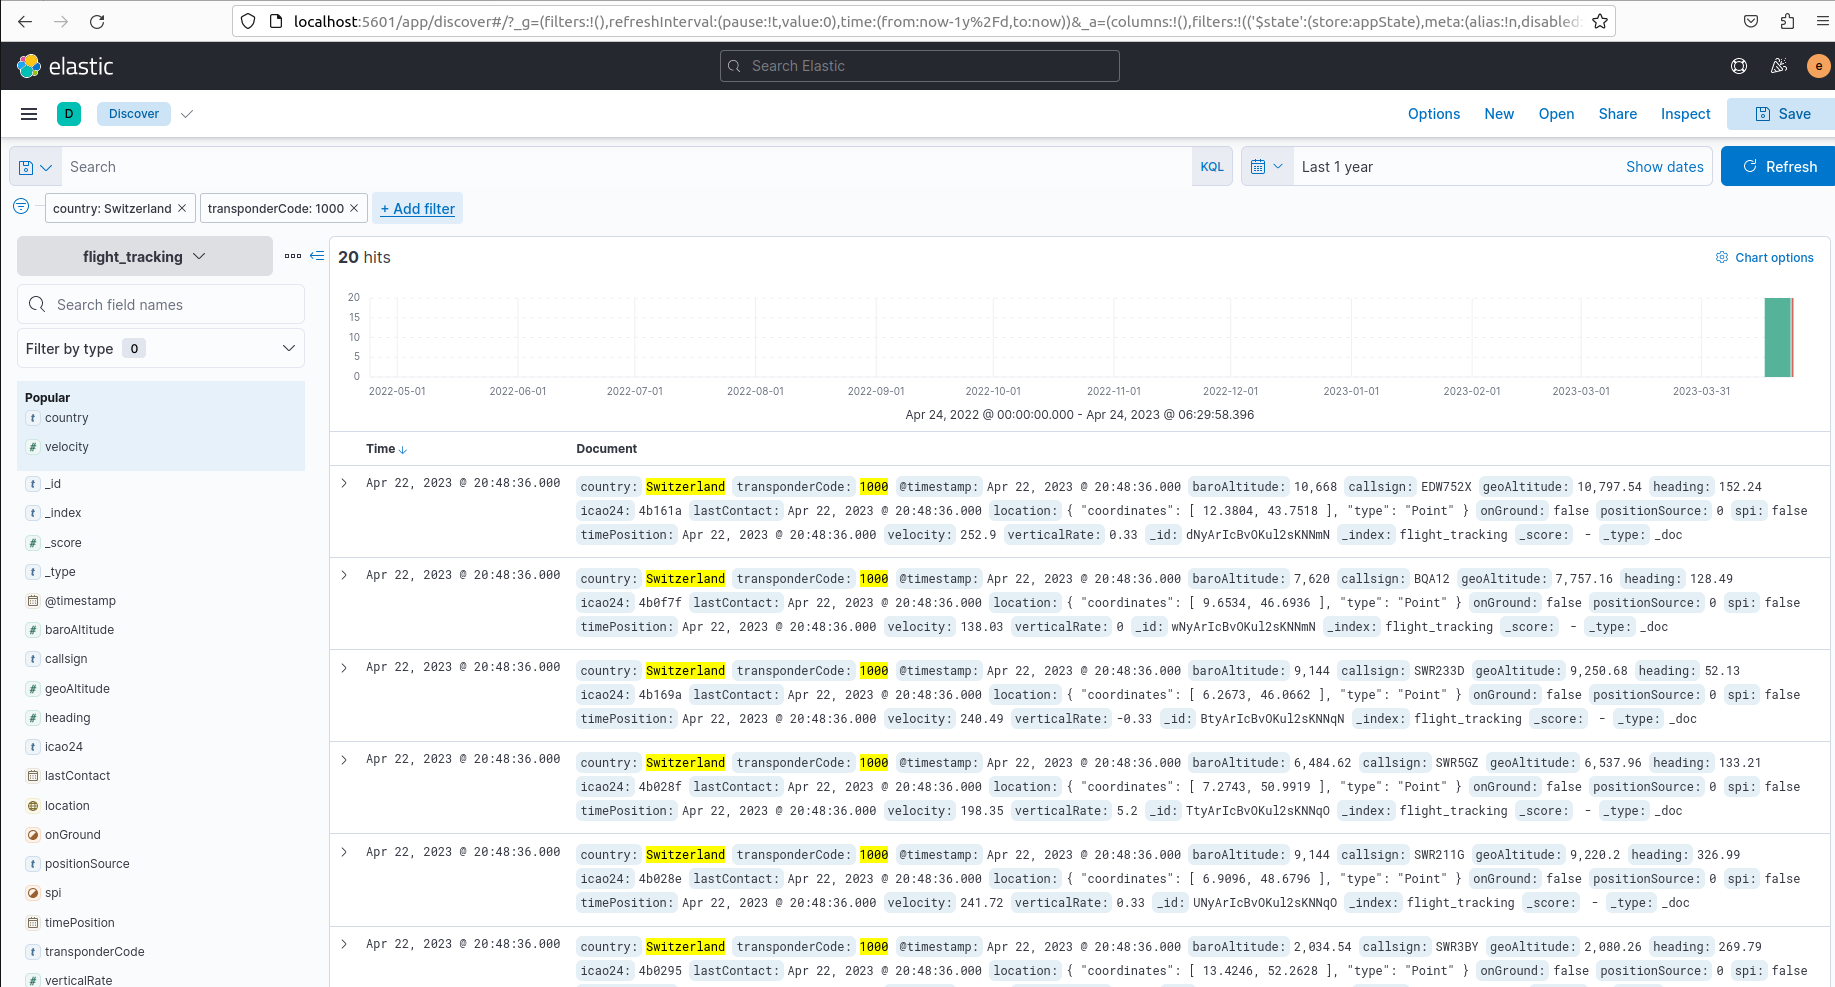 localhost:5601/app/discover#/?_g=(filters:!(),refreshInterval:(pause:!t,value:0),time:(from:now-1y%2Fd,to:now))&_a=(columns:!(),filters:!(('$state':(store:appState),meta:(alias:!n,disabled:
elastic
Search Elastic
e
D
Discover
Options
New
Open
Share
Inspect
Save
Search
KQL
Last 1 year
Show dates
Refresh
country: Switzerland ×
transponderCode: 1000 ×
+ Add filter
flight_tracking
20 hits
Chart options
Search field names
Filter by type 0
Popular
t country
# velocity
t _id
t _index
# _score
t _type
@timestamp
# baroAltitude
t callsign
# geoAltitude
# heading
t icao24
lastContact
location
onGround
t positionSource
spi
timePosition
t transponderCode
# verticalRate
20
15
10
5
0
2022-05-01 2022-06-01 2022-07-01 2022-08-01 2022-09-01 2022-10-01 2022-11-01 2022-12-01 2023-01-01 2023-02-01 2023-03-01 2023-03-31
Apr 24, 2022 @ 00:00:00.000 - Apr 24, 2023 @ 06:29:58.396
Time Document
Apr 22, 2023 @ 20:48:36.000 country: Switzerland transponderCode: 1000 @timestamp: Apr 22, 2023 @ 20:48:36.000 baroAltitude: 10,668 callsign: EDW752X geoAltitude: 10,797.54 heading: 152.24
icao24: 4b161a lastContact: Apr 22, 2023 @ 20:48:36.000 location: { "coordinates": [ 12.3804, 43.7518 ], "type": "Point" } onGround: false positionSource: 0 spi: false
timePosition: Apr 22, 2023 @ 20:48:36.000 velocity: 252.9 verticalRate: 0.33 _id: dNyArIcBvOKul2sKNNmN _index: flight_tracking _score: - _type: _doc
Apr 22, 2023 @ 20:48:36.000 country: Switzerland transponderCode: 1000 @timestamp: Apr 22, 2023 @ 20:48:36.000 baroAltitude: 7,620 callsign: BQA12 geoAltitude: 7,757.16 heading: 128.49
icao24: 4b0f7f lastContact: Apr 22, 2023 @ 20:48:36.000 location: { "coordinates": [ 9.6534, 46.6936 ], "type": "Point" } onGround: false positionSource: 0 spi: false
timePosition: Apr 22, 2023 @ 20:48:36.000 velocity: 138.03 verticalRate: 0 _id: wNyArIcBvOKul2sKNNmN _index: flight_tracking _score: - _type: _doc
Apr 22, 2023 @ 20:48:36.000 country: Switzerland transponderCode: 1000 @timestamp: Apr 22, 2023 @ 20:48:36.000 baroAltitude: 9,144 callsign: SWR233D geoAltitude: 9,250.68 heading: 52.13
icao24: 4b169a lastContact: Apr 22, 2023 @ 20:48:36.000 location: { "coordinates": [ 6.2673, 46.0662 ], "type": "Point" } onGround: false positionSource: 0 spi: false
timePosition: Apr 22, 2023 @ 20:48:36.000 velocity: 240.49 verticalRate: -0.33 _id: BtyArIcBvOKul2sKNNqN _index: flight_tracking _score: - _type: _doc
Apr 22, 2023 @ 20:48:36.000 country: Switzerland transponderCode: 1000 @timestamp: Apr 22, 2023 @ 20:48:36.000 baroAltitude: 6,484.62 callsign: SWR5GZ geoAltitude: 6,537.96 heading: 133.21
icao24: 4b028f lastContact: Apr 22, 2023 @ 20:48:36.000 location: { "coordinates": [ 7.2743, 50.9919 ], "type": "Point" } onGround: false positionSource: 0 spi: false
timePosition: Apr 22, 2023 @ 20:48:36.000 velocity: 198.35 verticalRate: 5.2 _id: TtyArIcBvOKul2sKNNqO _index: flight_tracking _score: - _type: _doc
Apr 22, 2023 @ 20:48:36.000 country: Switzerland transponderCode: 1000 @timestamp: Apr 22, 2023 @ 20:48:36.000 baroAltitude: 9,144 callsign: SWR211G geoAltitude: 9,220.2 heading: 326.99
icao24: 4b028e lastContact: Apr 22, 2023 @ 20:48:36.000 location: { "coordinates": [ 6.9096, 48.6796 ], "type": "Point" } onGround: false positionSource: 0 spi: false
timePosition: Apr 22, 2023 @ 20:48:36.000 velocity: 241.72 verticalRate: 0.33 _id: UNyArIcBvOKul2sKNNqO _index: flight_tracking _score: - _type: _doc
Apr 22, 2023 @ 20:48:36.000 country: Switzerland transponderCode: 1000 @timestamp: Apr 22, 2023 @ 20:48:36.000 baroAltitude: 2,034.54 callsign: SWR3BY geoAltitude: 2,080.26 heading: 269.79
icao24: 4b0295 lastContact: Apr 22, 2023 @ 20:48:36.000 location: { "coordinates": [ 13.4246, 52.2628 ], "type": "Point" } onGround: false positionSource: 0 spi: false